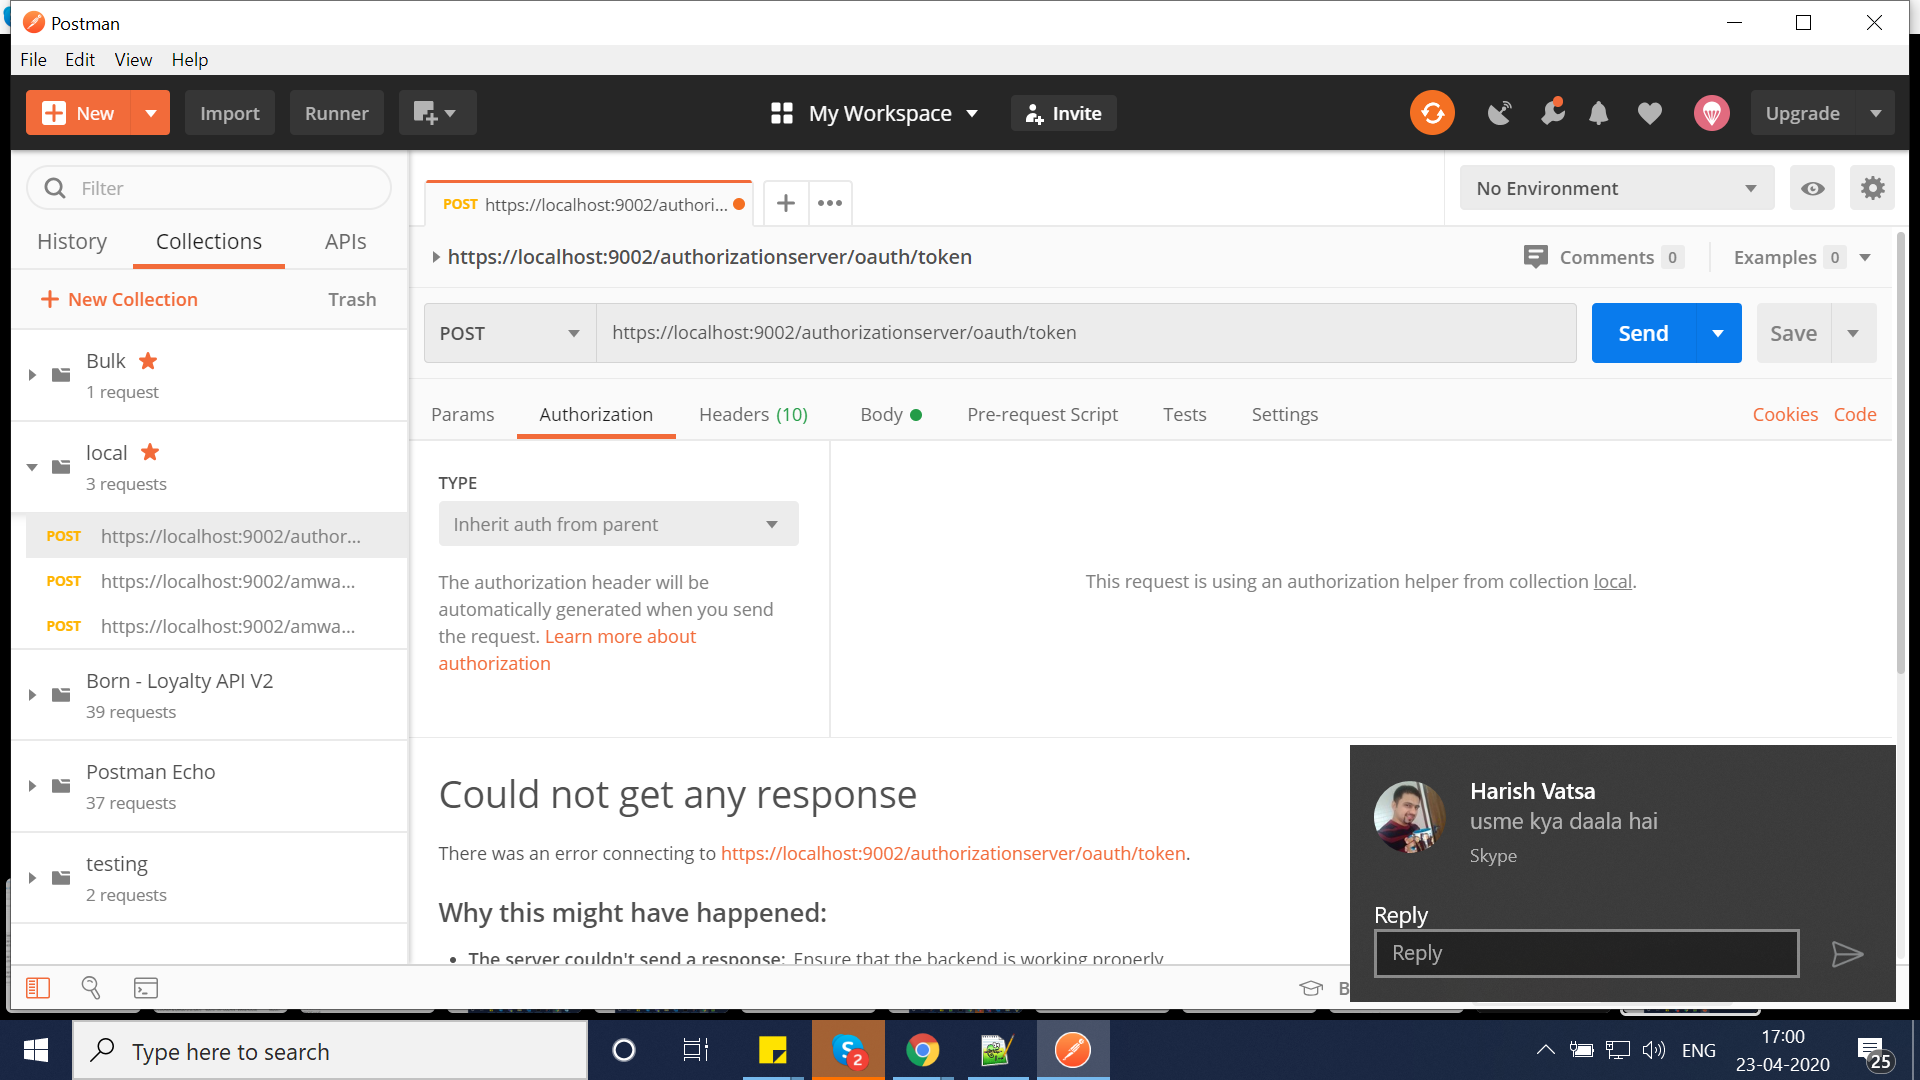 Postman
File Edit View Help
New Import Runner My Workspace Invite Upgrade
Filter
History Collections APIs
New Collection Trash
Bulk
1 request
local
3 requests
POST https://localhost:9002/author...
POST https://localhost:9002/amwa...
POST https://localhost:9002/amwa...
Born - Loyalty API V2
39 requests
Postman Echo
37 requests
testing
2 requests
POST https://localhost:9002/authori...
No Environment
https://localhost:9002/authorizationserver/oauth/token
Comments 0 Examples 0
POST https://localhost:9002/authorizationserver/oauth/token Send Save
Params Authorization Headers (10) Body Pre-request Script Tests Settings Cookies Code
TYPE
Inherit auth from parent
The authorization header will be
automatically generated when you send
the request. Learn more about
authorization
This request is using an authorization helper from collection local.
Could not get any response
There was an error connecting to https://localhost:9002/authorizationserver/oauth/token.
Why this might have happened:
• The server couldn't send a response: Ensure that the backend is working properly
B
Harish Vatsa
usme kya daala hai
Skype
Reply
Reply
Type here to search
2
ENG
17:00
23-04-2020
25